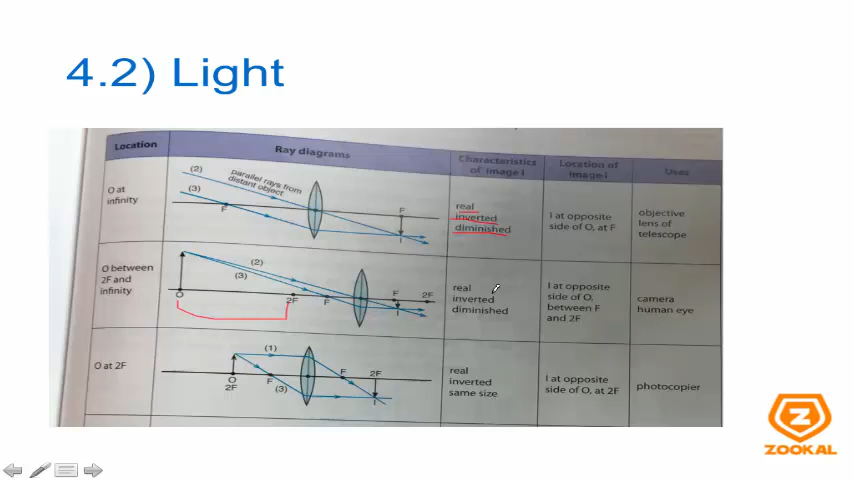 4.2) Light
Location
Ray diagrams
Characteristics
of image I
Location of
image I
Uses
O at
infinity
(2)
(3)
parallel rays from
distant object
F
F
I
real
inverted
diminished
I at opposite
side of O, at F
objective
lens of
telescope
O between
2F and
infinity
(2)
(3)
O
2F
F
F
2F
I
real
inverted
diminished
I at opposite
side of O,
between F
and 2F
camera
human eye
O at 2F
(1)
(3)
O
2F
F
F
2F
I
real
inverted
same size
I at opposite
side of O, at 2F
photocopier
Z
ZOOKAL